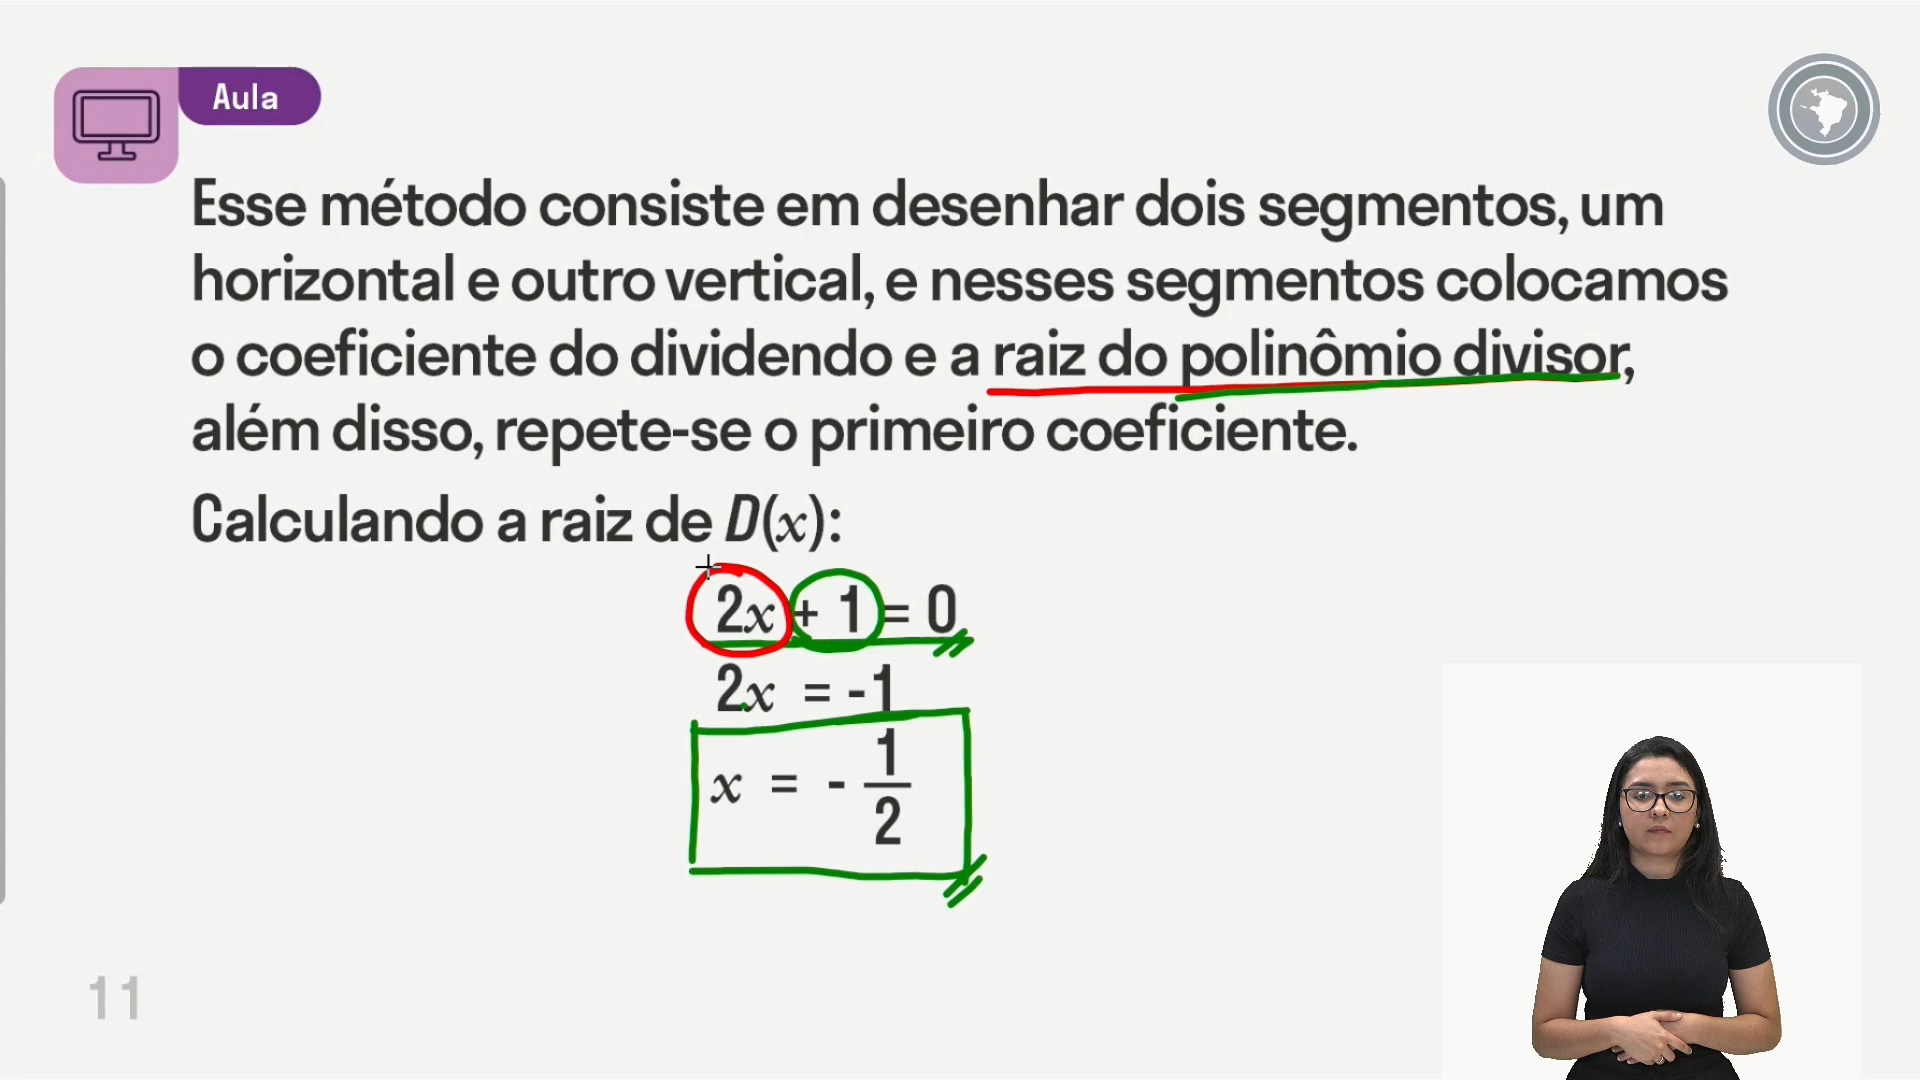 Aula
Esse método consiste em desenhar dois segmentos, um
horizontal e outro vertical, e nesses segmentos colocamos
o coeficiente do dividendo e a raiz do polinômio divisor,
além disso, repete-se o primeiro coeficiente.
Calculando a raiz de D(x):
2x + 1 = 0
2x = -1
x = - 1/2
11